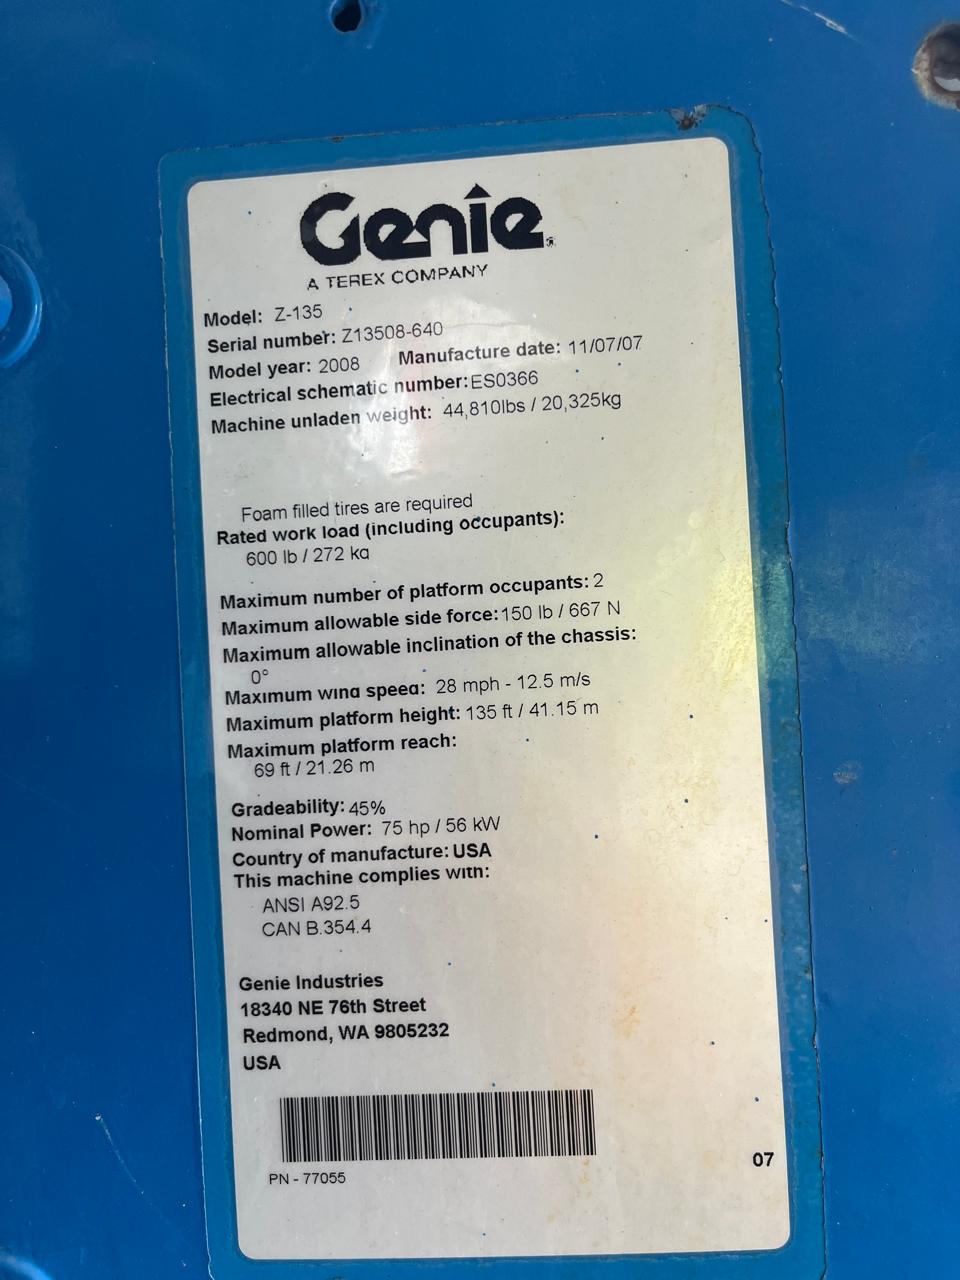 Genie
A TEREX COMPANY
Model: Z-135
Serial number: Z13508-640
Model year: 2008 Manufacture date: 11/07/07
Electrical schematic number:ES0366
Machine unladen weight: 44,810lbs / 20,325kg
Foam filled tires are required
Rated work load (including occupants):
600 lb / 272 kg
Maximum number of platform occupants: 2
Maximum allowable side force:150 lb / 667 N
Maximum allowable inclination of the chassis:
0°
Maximum wind speed: 28 mph - 12.5 m/s
Maximum platform height: 135 ft / 41.15 m
Maximum platform reach:
69 ft / 21.26 m
Gradeability: 45%
Nominal Power: 75 hp / 56 kW
Country of manufacture: USA
This machine complies with:
ANSI A92.5
CAN B.354.4
Genie Industries
18340 NE 76th Street
Redmond, WA 9805232
USA
PN - 77055
07